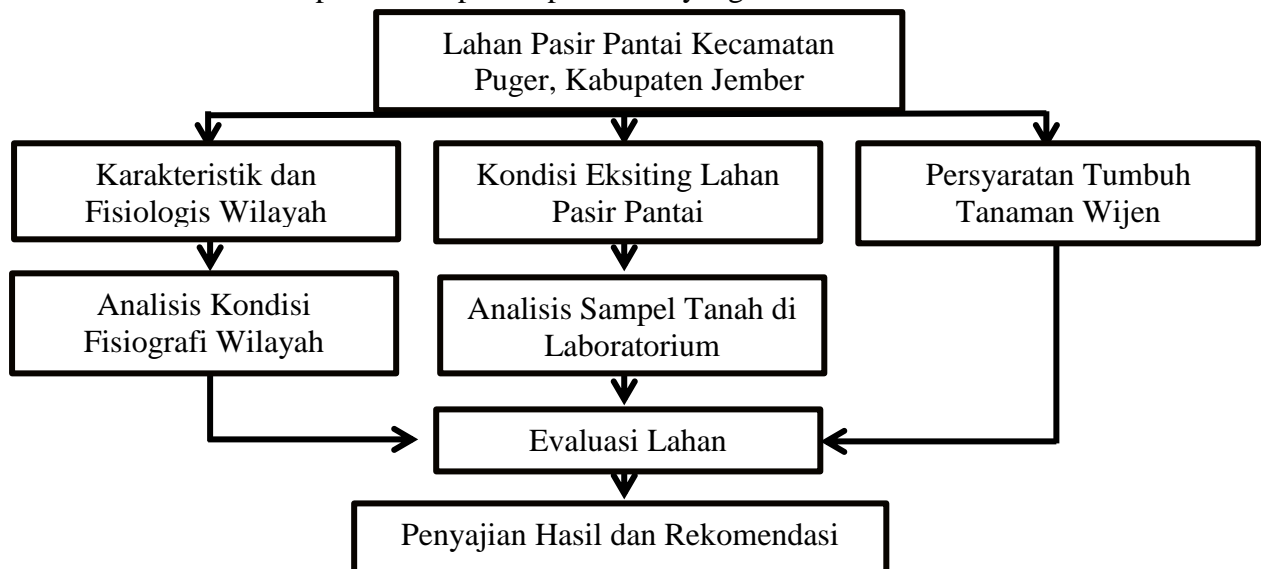 Lahan Pasir Pantai Kecamatan
Puger, Kabupaten Jember
Karakteristik dan
Fisiologis Wilayah
Kondisi Eksiting Lahan
Pasir Pantai
Persyaratan Tumbuh
Tanaman Wijen
Analisis Kondisi
Fisiografi Wilayah
Analisis Sampel Tanah di
Laboratorium
Evaluasi Lahan
Penyajian Hasil dan Rekomendasi